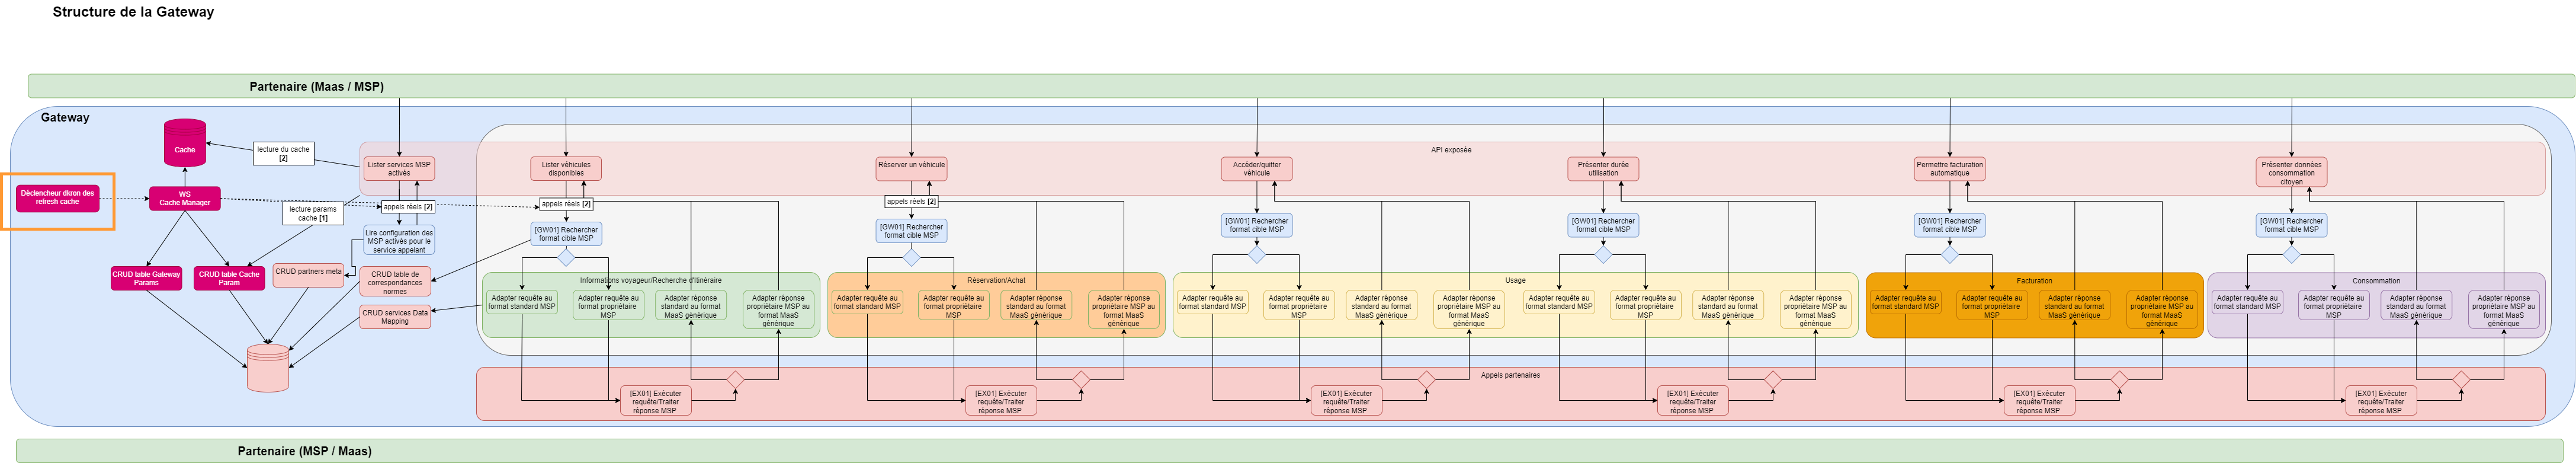 Structure de la Gateway
Partenaire (Maas / MSP)
Gateway
Cache
lecture du cache
[2]
Déclencheur dkron des
refresh cache
WS
Cache Manager
lecture params
cache [1]
CRUD table Gateway
Params
CRUD table Cache
Param
CRUD partners meta
API exposée
Lister services MSP
activés
appels réels [2]
Lire configuration des
MSP activés pour le
service appelant
CRUD table de
correspondances
normes
CRUD services Data
Mapping
Lister véhicules
disponibles
appels réels [2]
[GW01] Rechercher
format cible MSP
Informations voyageur/Recherche d'Itinéraire
Adapter requête au
format standard MSP
Adapter requête au
format propriétaire
MSP
Adapter réponse
standard au format
MaaS générique
Adapter réponse
propriétaire MSP au
format MaaS
générique
Réserver un véhicule
appels réels [2]
[GW01] Rechercher
format cible MSP
Réservation/Achat
Adapter requête au
format standard MSP
Adapter requête au
format propriétaire
MSP
Adapter réponse
standard au format
MaaS générique
Adapter réponse
propriétaire MSP au
format MaaS
générique
Accéder/quitter
véhicule
[GW01] Rechercher
format cible MSP
Usage
Adapter requête au
format standard MSP
Adapter requête au
format propriétaire
MSP
Adapter réponse
standard au format
MaaS générique
Adapter réponse
propriétaire MSP au
format MaaS
générique
Présenter durée
utilisation
[GW01] Rechercher
format cible MSP
Adapter requête au
format standard MSP
Adapter requête au
format propriétaire
MSP
Adapter réponse
standard au format
MaaS générique
Adapter réponse
propriétaire MSP au
format MaaS
générique
Permettre facturation
automatique
[GW01] Rechercher
format cible MSP
Facturation
Adapter requête au
format standard MSP
Adapter requête au
format propriétaire
MSP
Adapter réponse
standard au format
MaaS générique
Adapter réponse
propriétaire MSP au
format MaaS
générique
Présenter données
consommation
citoyen
[GW01] Rechercher
format cible MSP
Consommation
Adapter requête au
format standard MSP
Adapter requête au
format propriétaire
MSP
Adapter réponse
standard au format
MaaS générique
Adapter réponse
propriétaire MSP au
format MaaS
générique
Appels partenaires
[EX01] Exécuter
requête/Traiter
réponse MSP
[EX01] Exécuter
requête/Traiter
réponse MSP
[EX01] Exécuter
requête/Traiter
réponse MSP
[EX01] Exécuter
requête/Traiter
réponse MSP
[EX01] Exécuter
requête/Traiter
réponse MSP
[EX01] Exécuter
requête/Traiter
réponse MSP
Partenaire (MSP / Maas)